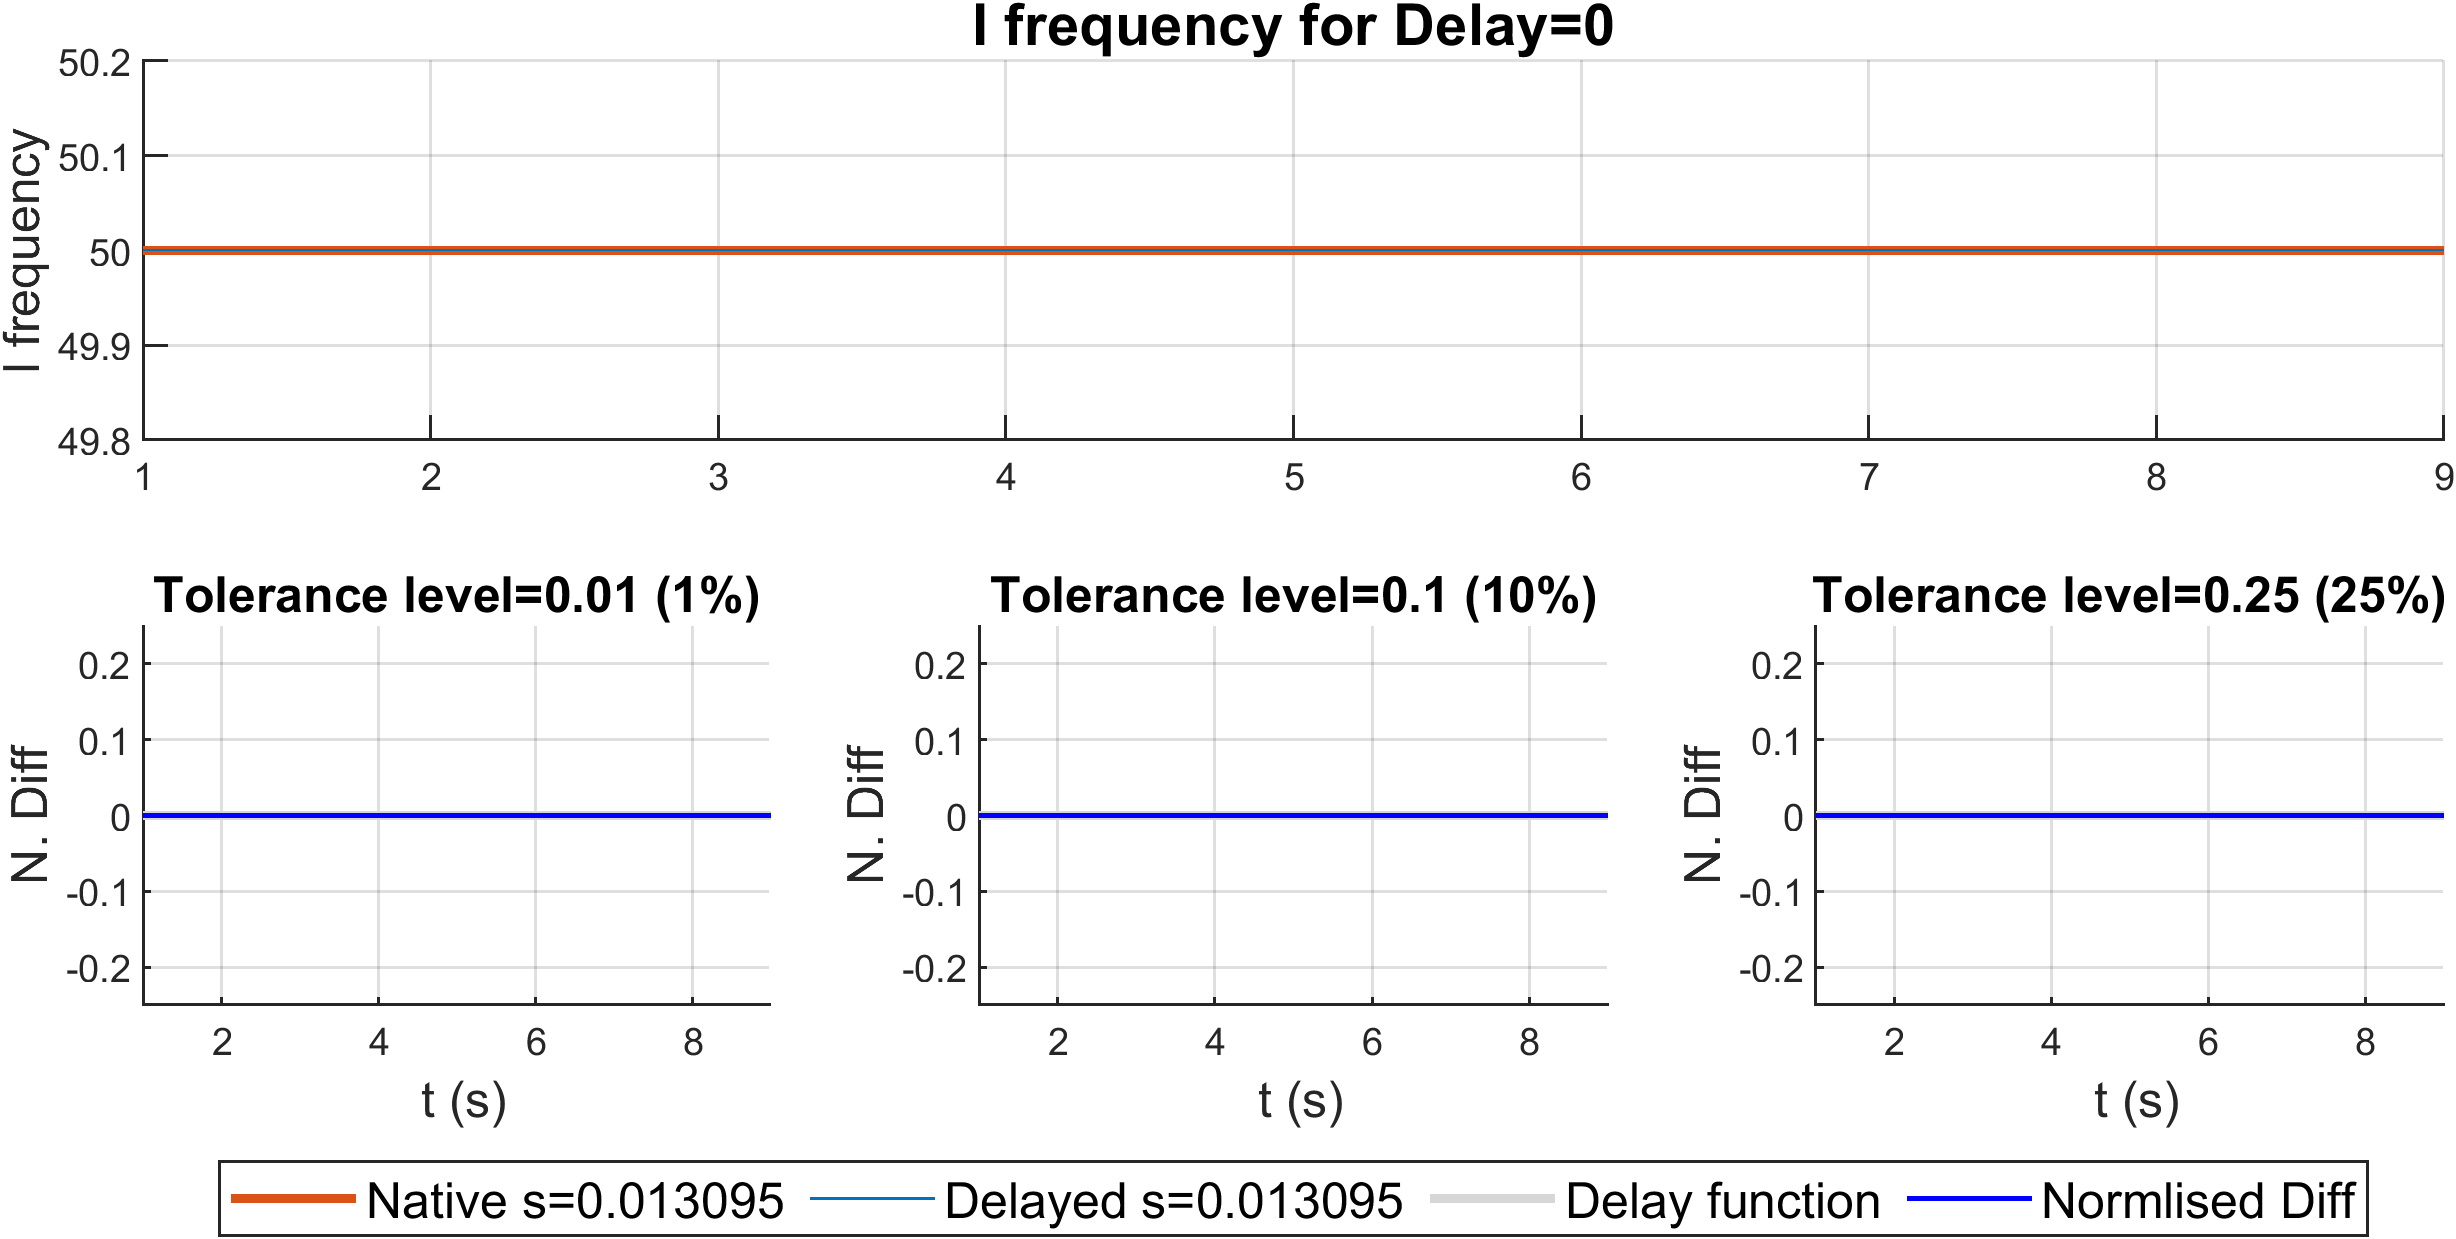 I frequency for Delay=0
I frequency
50.2
50.1
50
49.9
49.8
1 2 3 4 5 6 7 8 9
Tolerance level=0.01 (1%)
N. Diff
0.2
0.1
0
-0.1
-0.2
2 4 6 8
t (s)
Tolerance level=0.1 (10%)
N. Diff
0.2
0.1
0
-0.1
-0.2
2 4 6 8
t (s)
Tolerance level=0.25 (25%)
N. Diff
0.2
0.1
0
-0.1
-0.2
2 4 6 8
t (s)
Native s=0.013095 Delayed s=0.013095 Delay function Normlised Diff